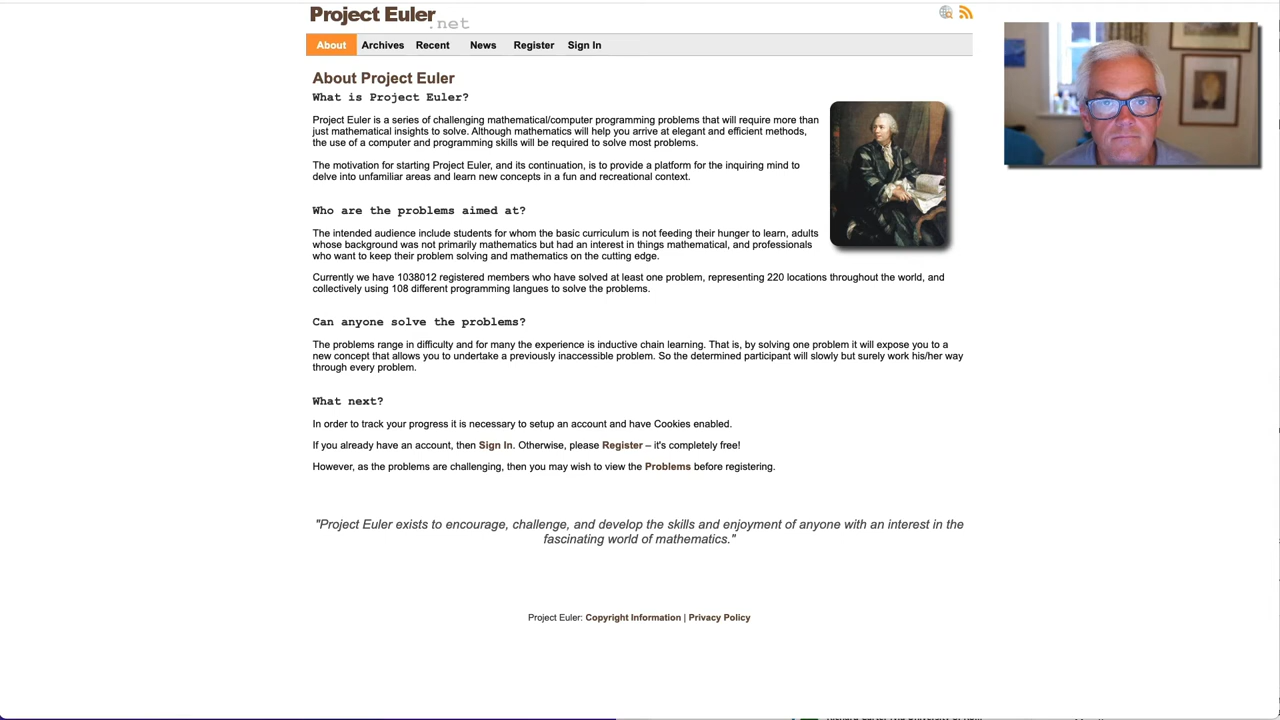 Project Euler
.net
About Archives Recent News Register Sign In
About Project Euler
What is Project Euler?
Project Euler is a series of challenging mathematical/computer programming problems that will require more than
just mathematical insights to solve. Although mathematics will help you arrive at elegant and efficient methods,
the use of a computer and programming skills will be required to solve most problems.
The motivation for starting Project Euler, and its continuation, is to provide a platform for the inquiring mind to
delve into unfamiliar areas and learn new concepts in a fun and recreational context.
Who are the problems aimed at?
The intended audience include students for whom the basic curriculum is not feeding their hunger to learn, adults
whose background was not primarily mathematics but had an interest in things mathematical, and professionals
who want to keep their problem solving and mathematics on the cutting edge.
Currently we have 1038012 registered members who have solved at least one problem, representing 220 locations throughout the world, and
collectively using 108 different programming langues to solve the problems.
Can anyone solve the problems?
The problems range in difficulty and for many the experience is inductive chain learning. That is, by solving one problem it will expose you to a
new concept that allows you to undertake a previously inaccessible problem. So the determined participant will slowly but surely work his/her way
through every problem.
What next?
In order to track your progress it is necessary to setup an account and have Cookies enabled.
If you already have an account, then Sign In. Otherwise, please Register – it's completely free!
However, as the problems are challenging, then you may wish to view the Problems before registering.
"Project Euler exists to encourage, challenge, and develop the skills and enjoyment of anyone with an interest in the
fascinating world of mathematics."
Project Euler: Copyright Information | Privacy Policy